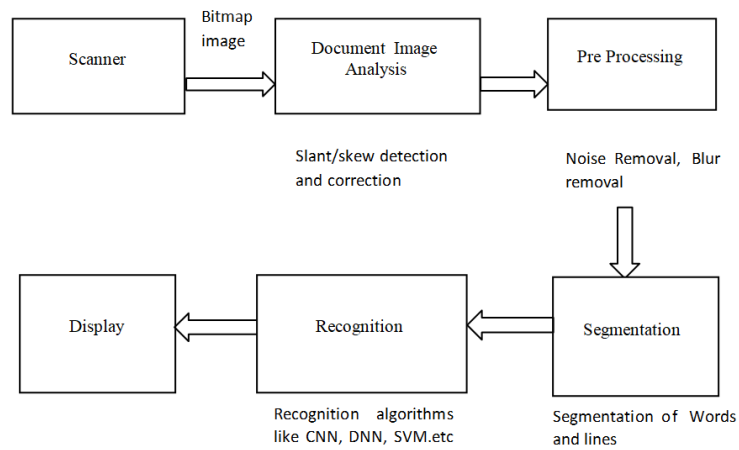 Bitmap
image
Scanner
Document Image
Analysis
Pre Processing
Slant/skew detection
and correction
Noise Removal, Blur
removal
Display
Recognition
Segmentation
Recognition algorithms
like CNN, DNN, SVM.etc
Segmentation of Words
and lines